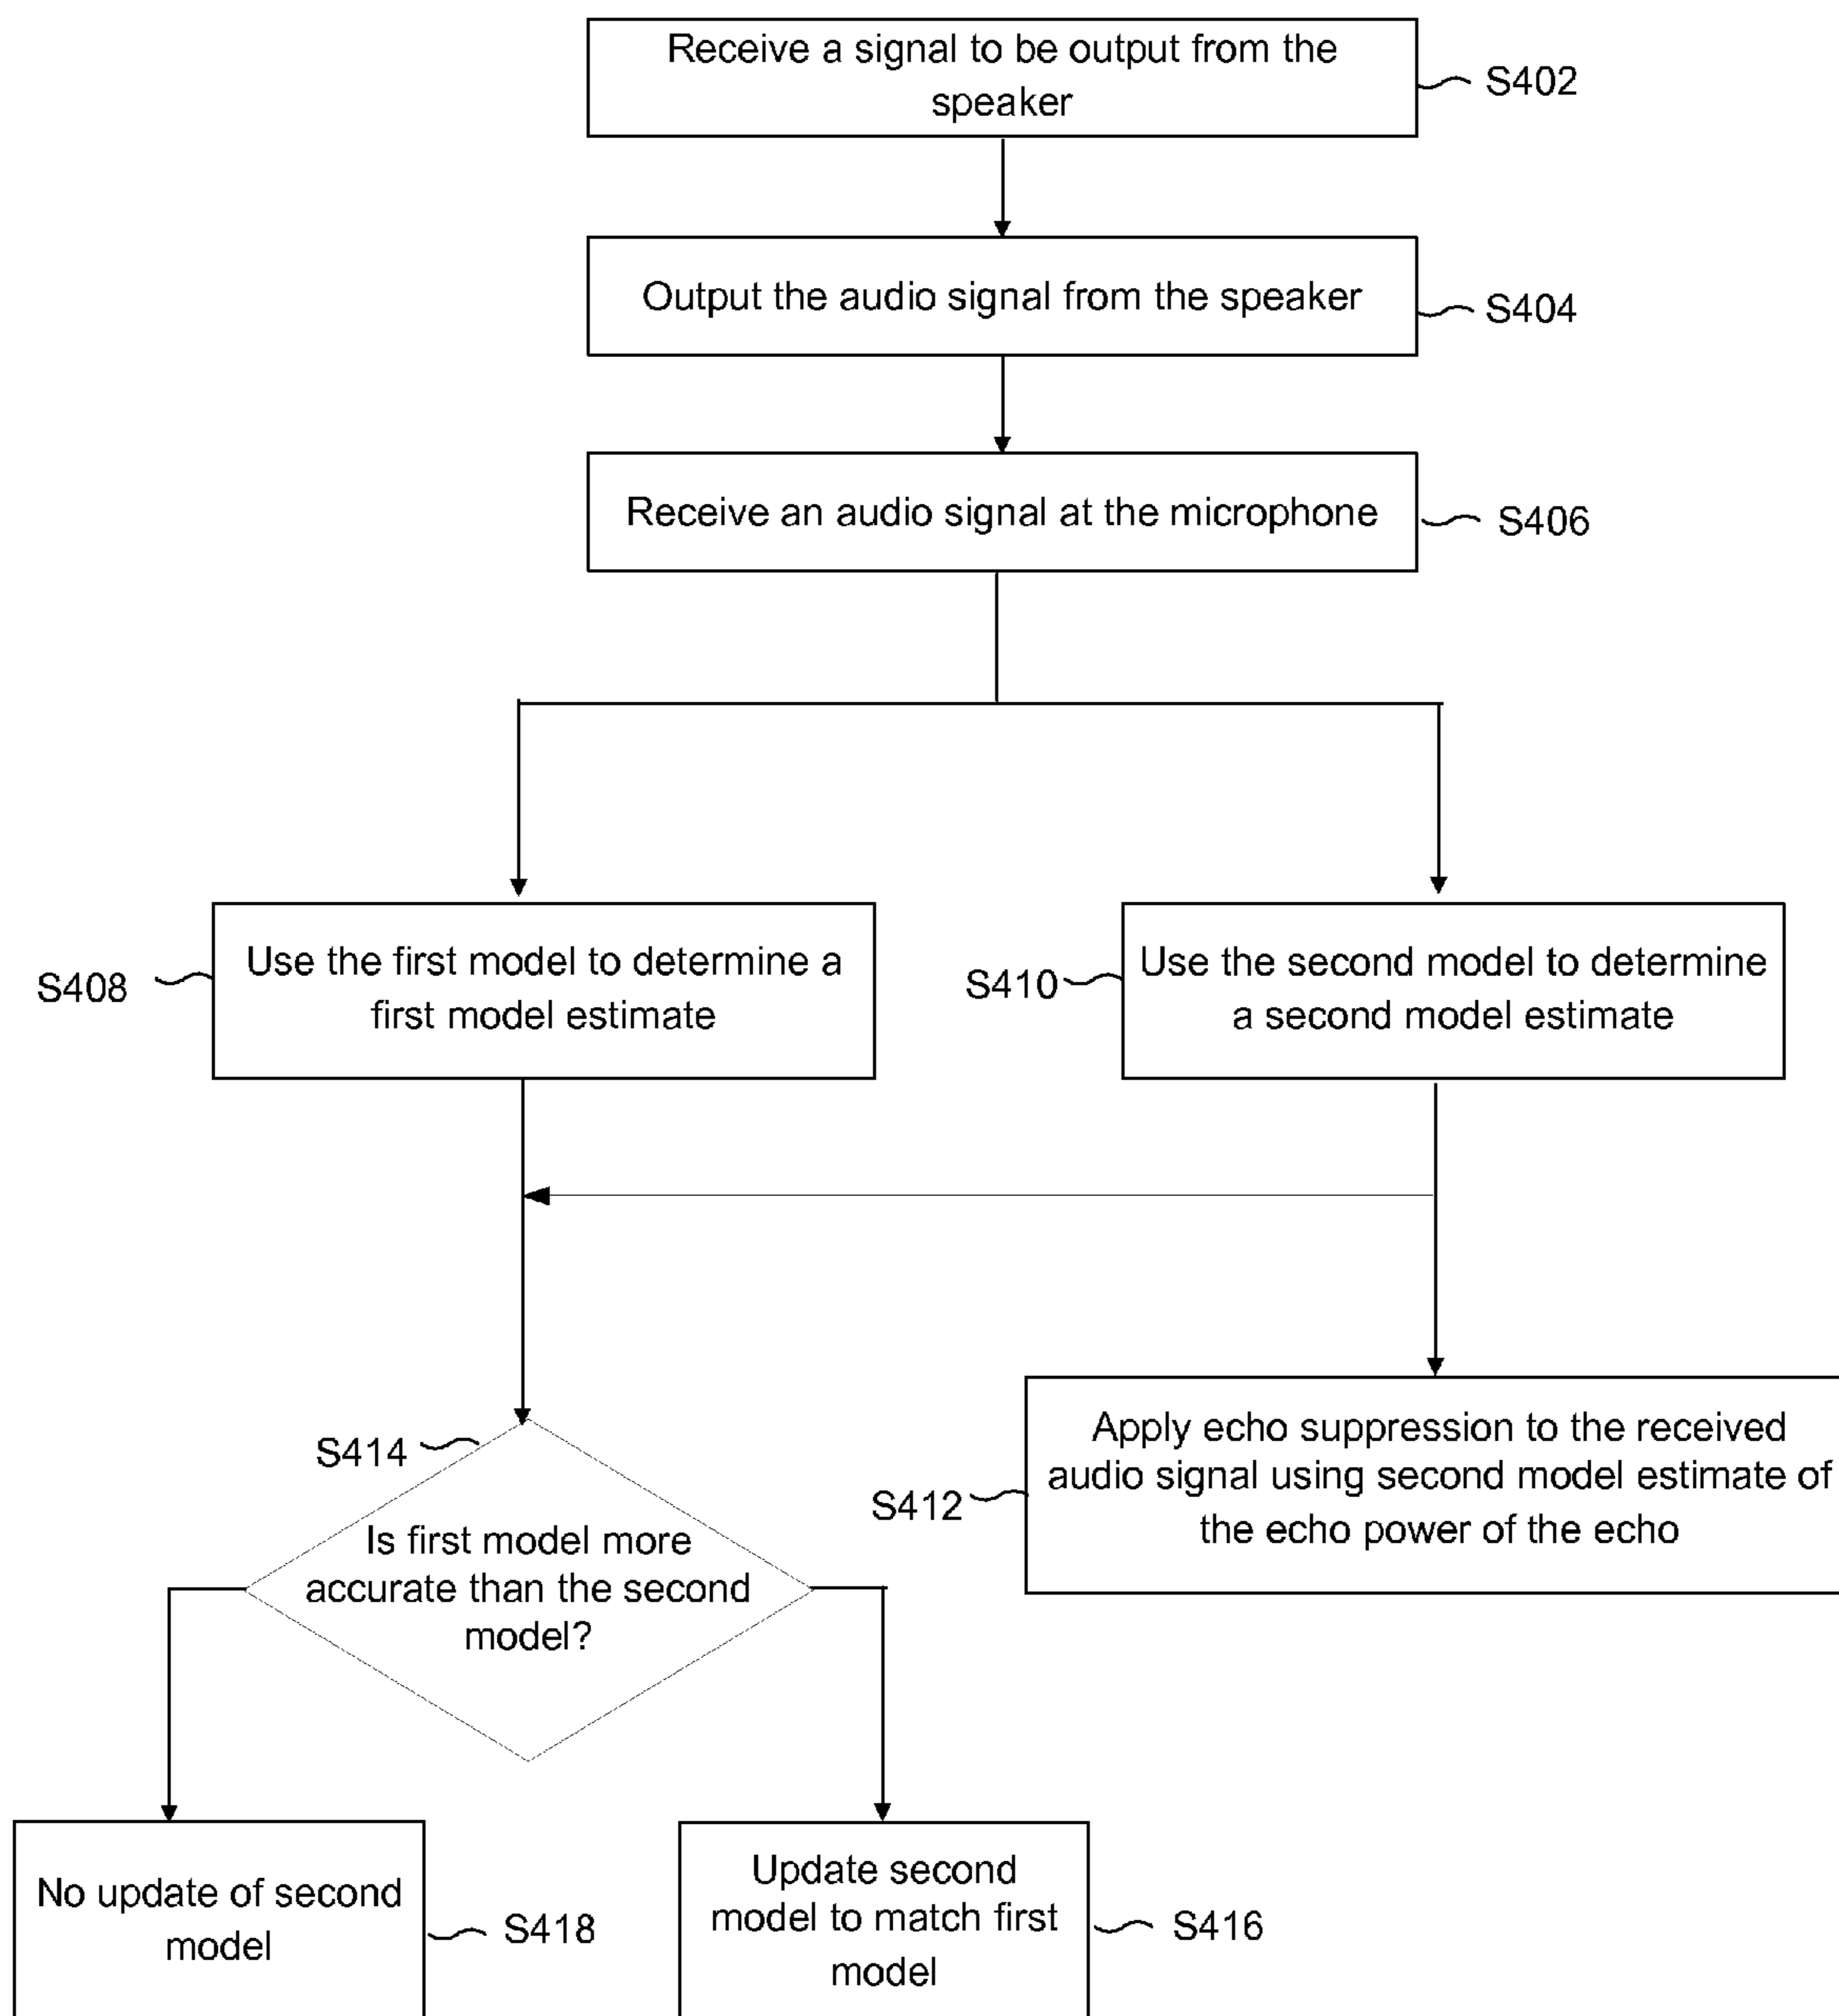 Receive a signal to be output from the
speaker
S402
Output the audio signal from the speaker
S404
Receive an audio signal at the microphone
S406
S408
Use the first model to determine a
first model estimate
S410
Use the second model to determine
a second model estimate
S414
Is first model more
accurate than the second
model?
S412
Apply echo suppression to the received
audio signal using second model estimate of
the echo power of the echo
No update of second
model
S418
Update second
model to match first
model
S416